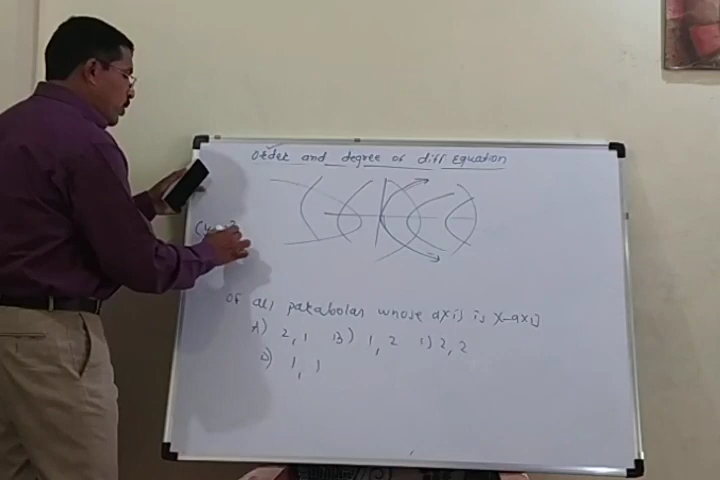 Order and degree of diff Equation
(y
2
of all parabolas whose axis is X-axis
A) 2,1 B) 1,2 C) 2,2
D) 1,1